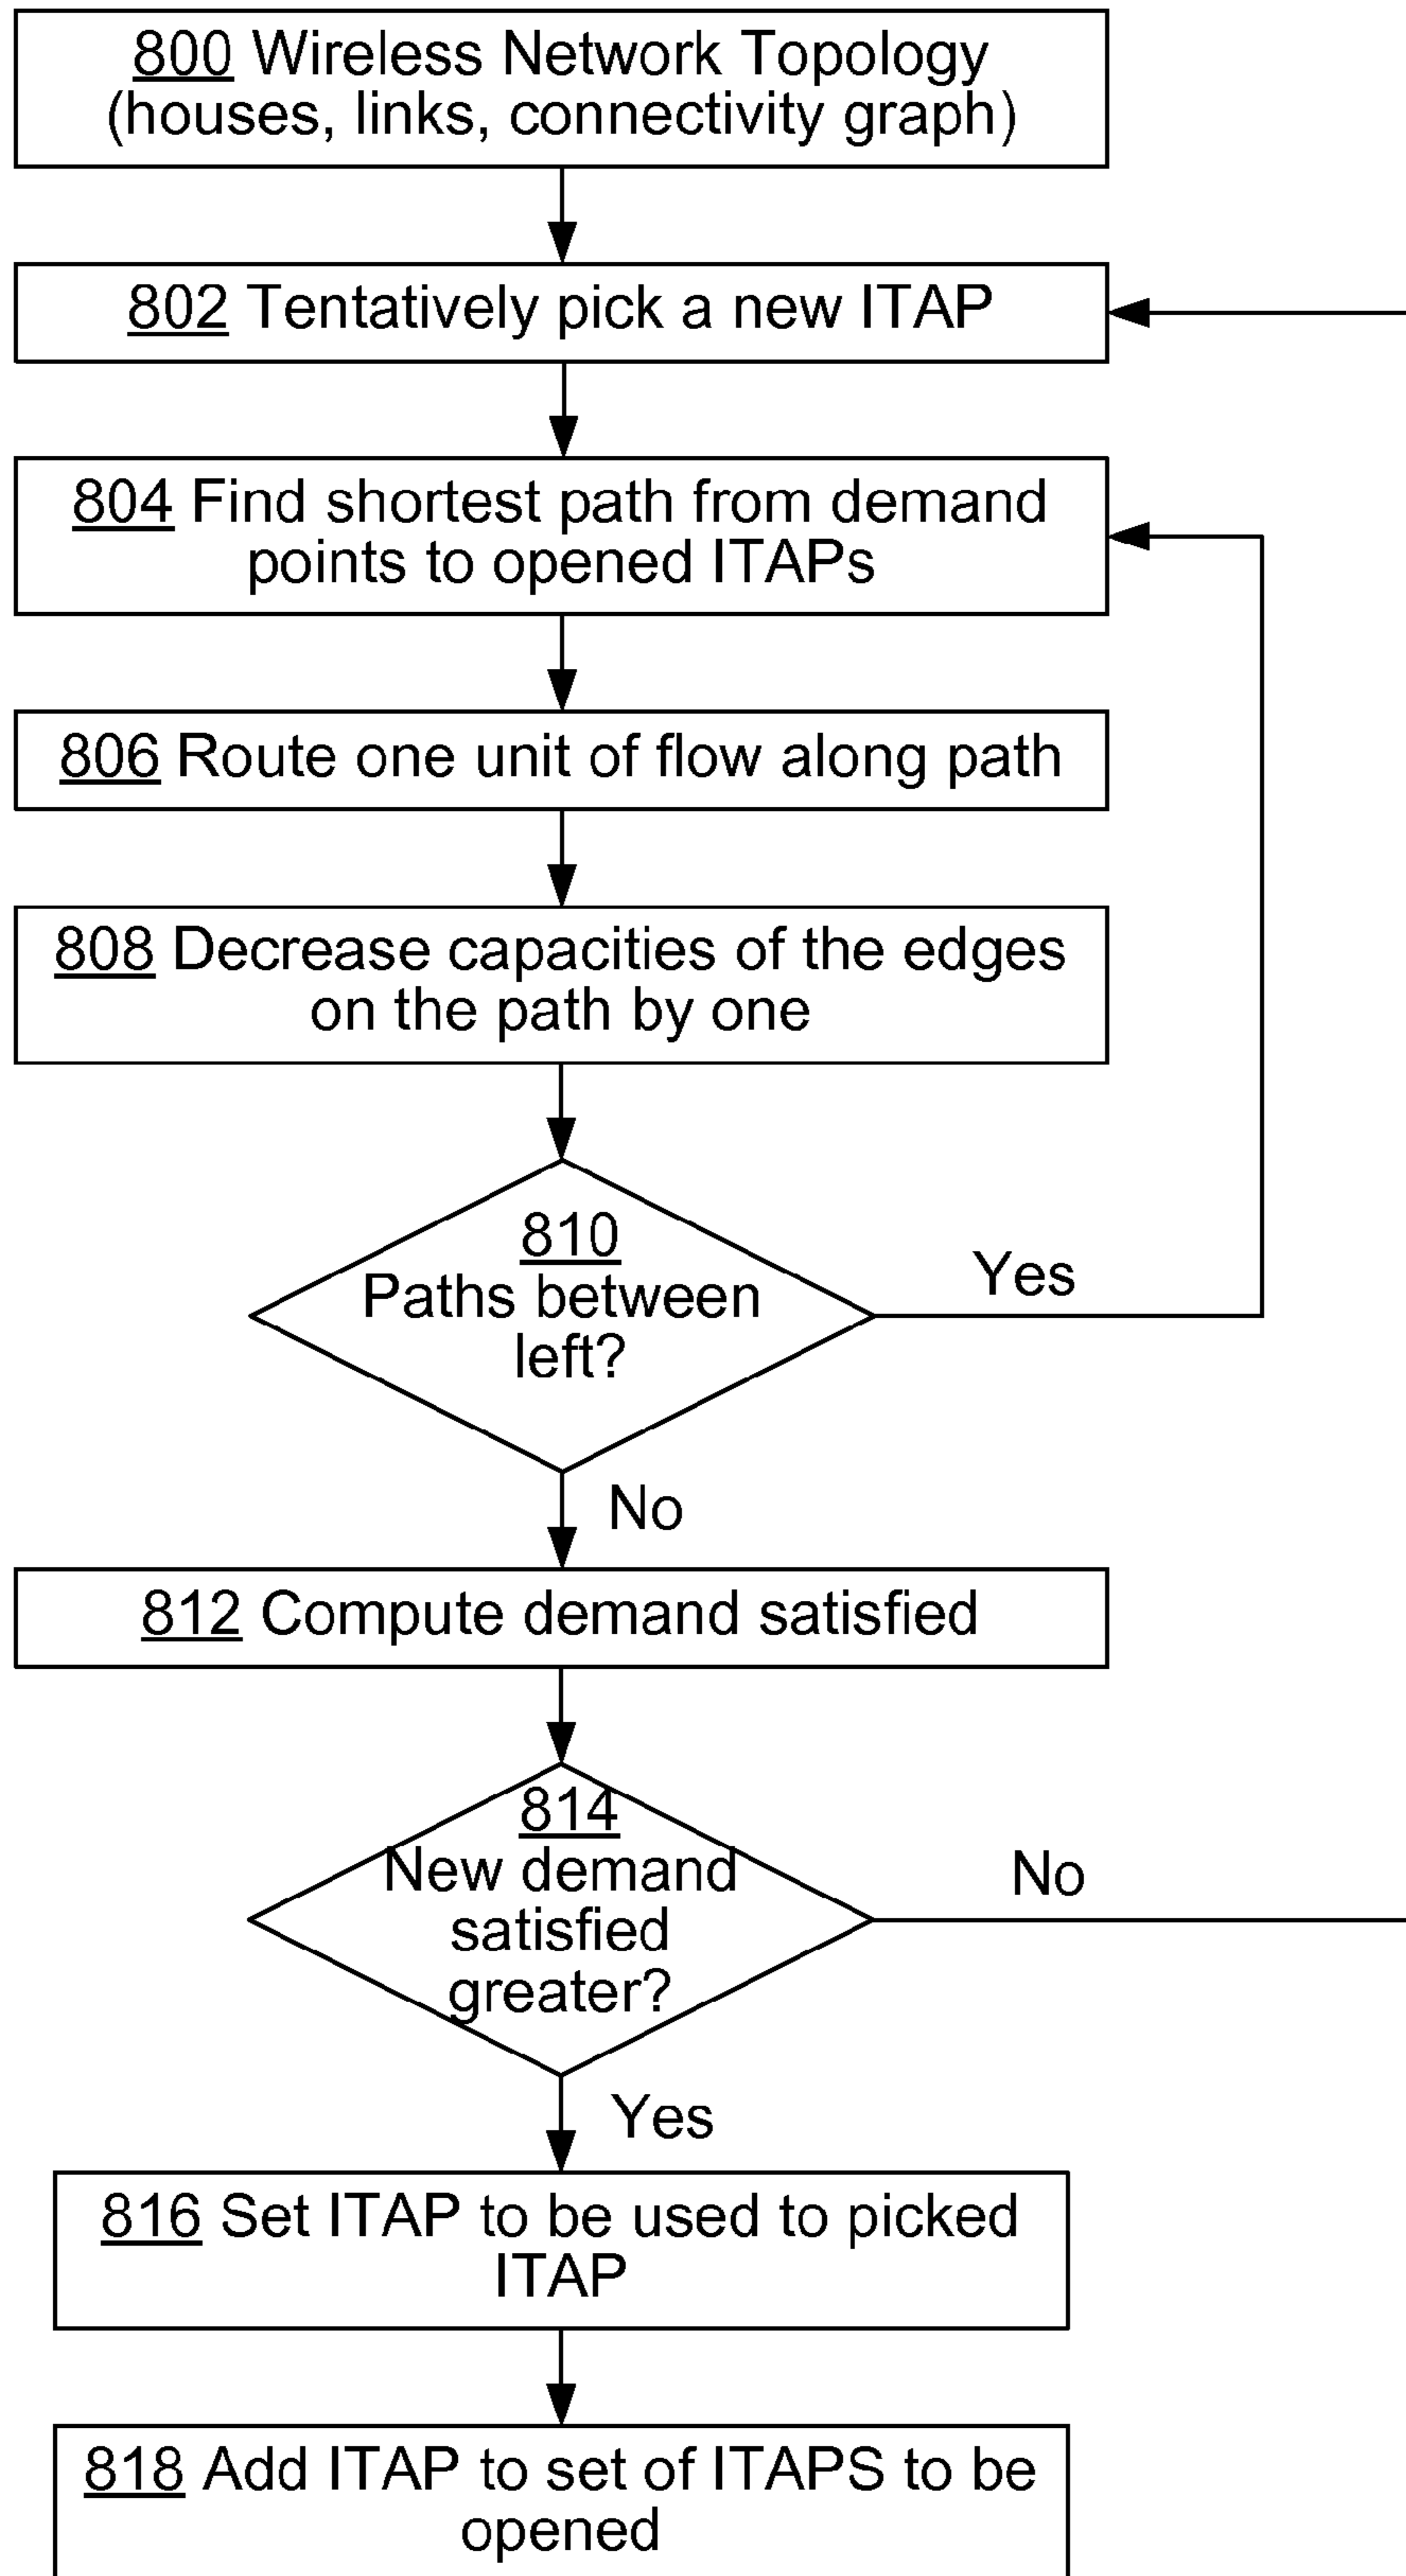 800 Wireless Network Topology
(houses, links, connectivity graph)
802 Tentatively pick a new ITAP
804 Find shortest path from demand
points to opened ITAPs
806 Route one unit of flow along path
808 Decrease capacities of the edges
on the path by one
810
Paths between
left?
Yes
No
812 Compute demand satisfied
814
New demand
satisfied
greater?
No
Yes
816 Set ITAP to be used to picked
ITAP
818 Add ITAP to set of ITAPS to be
opened